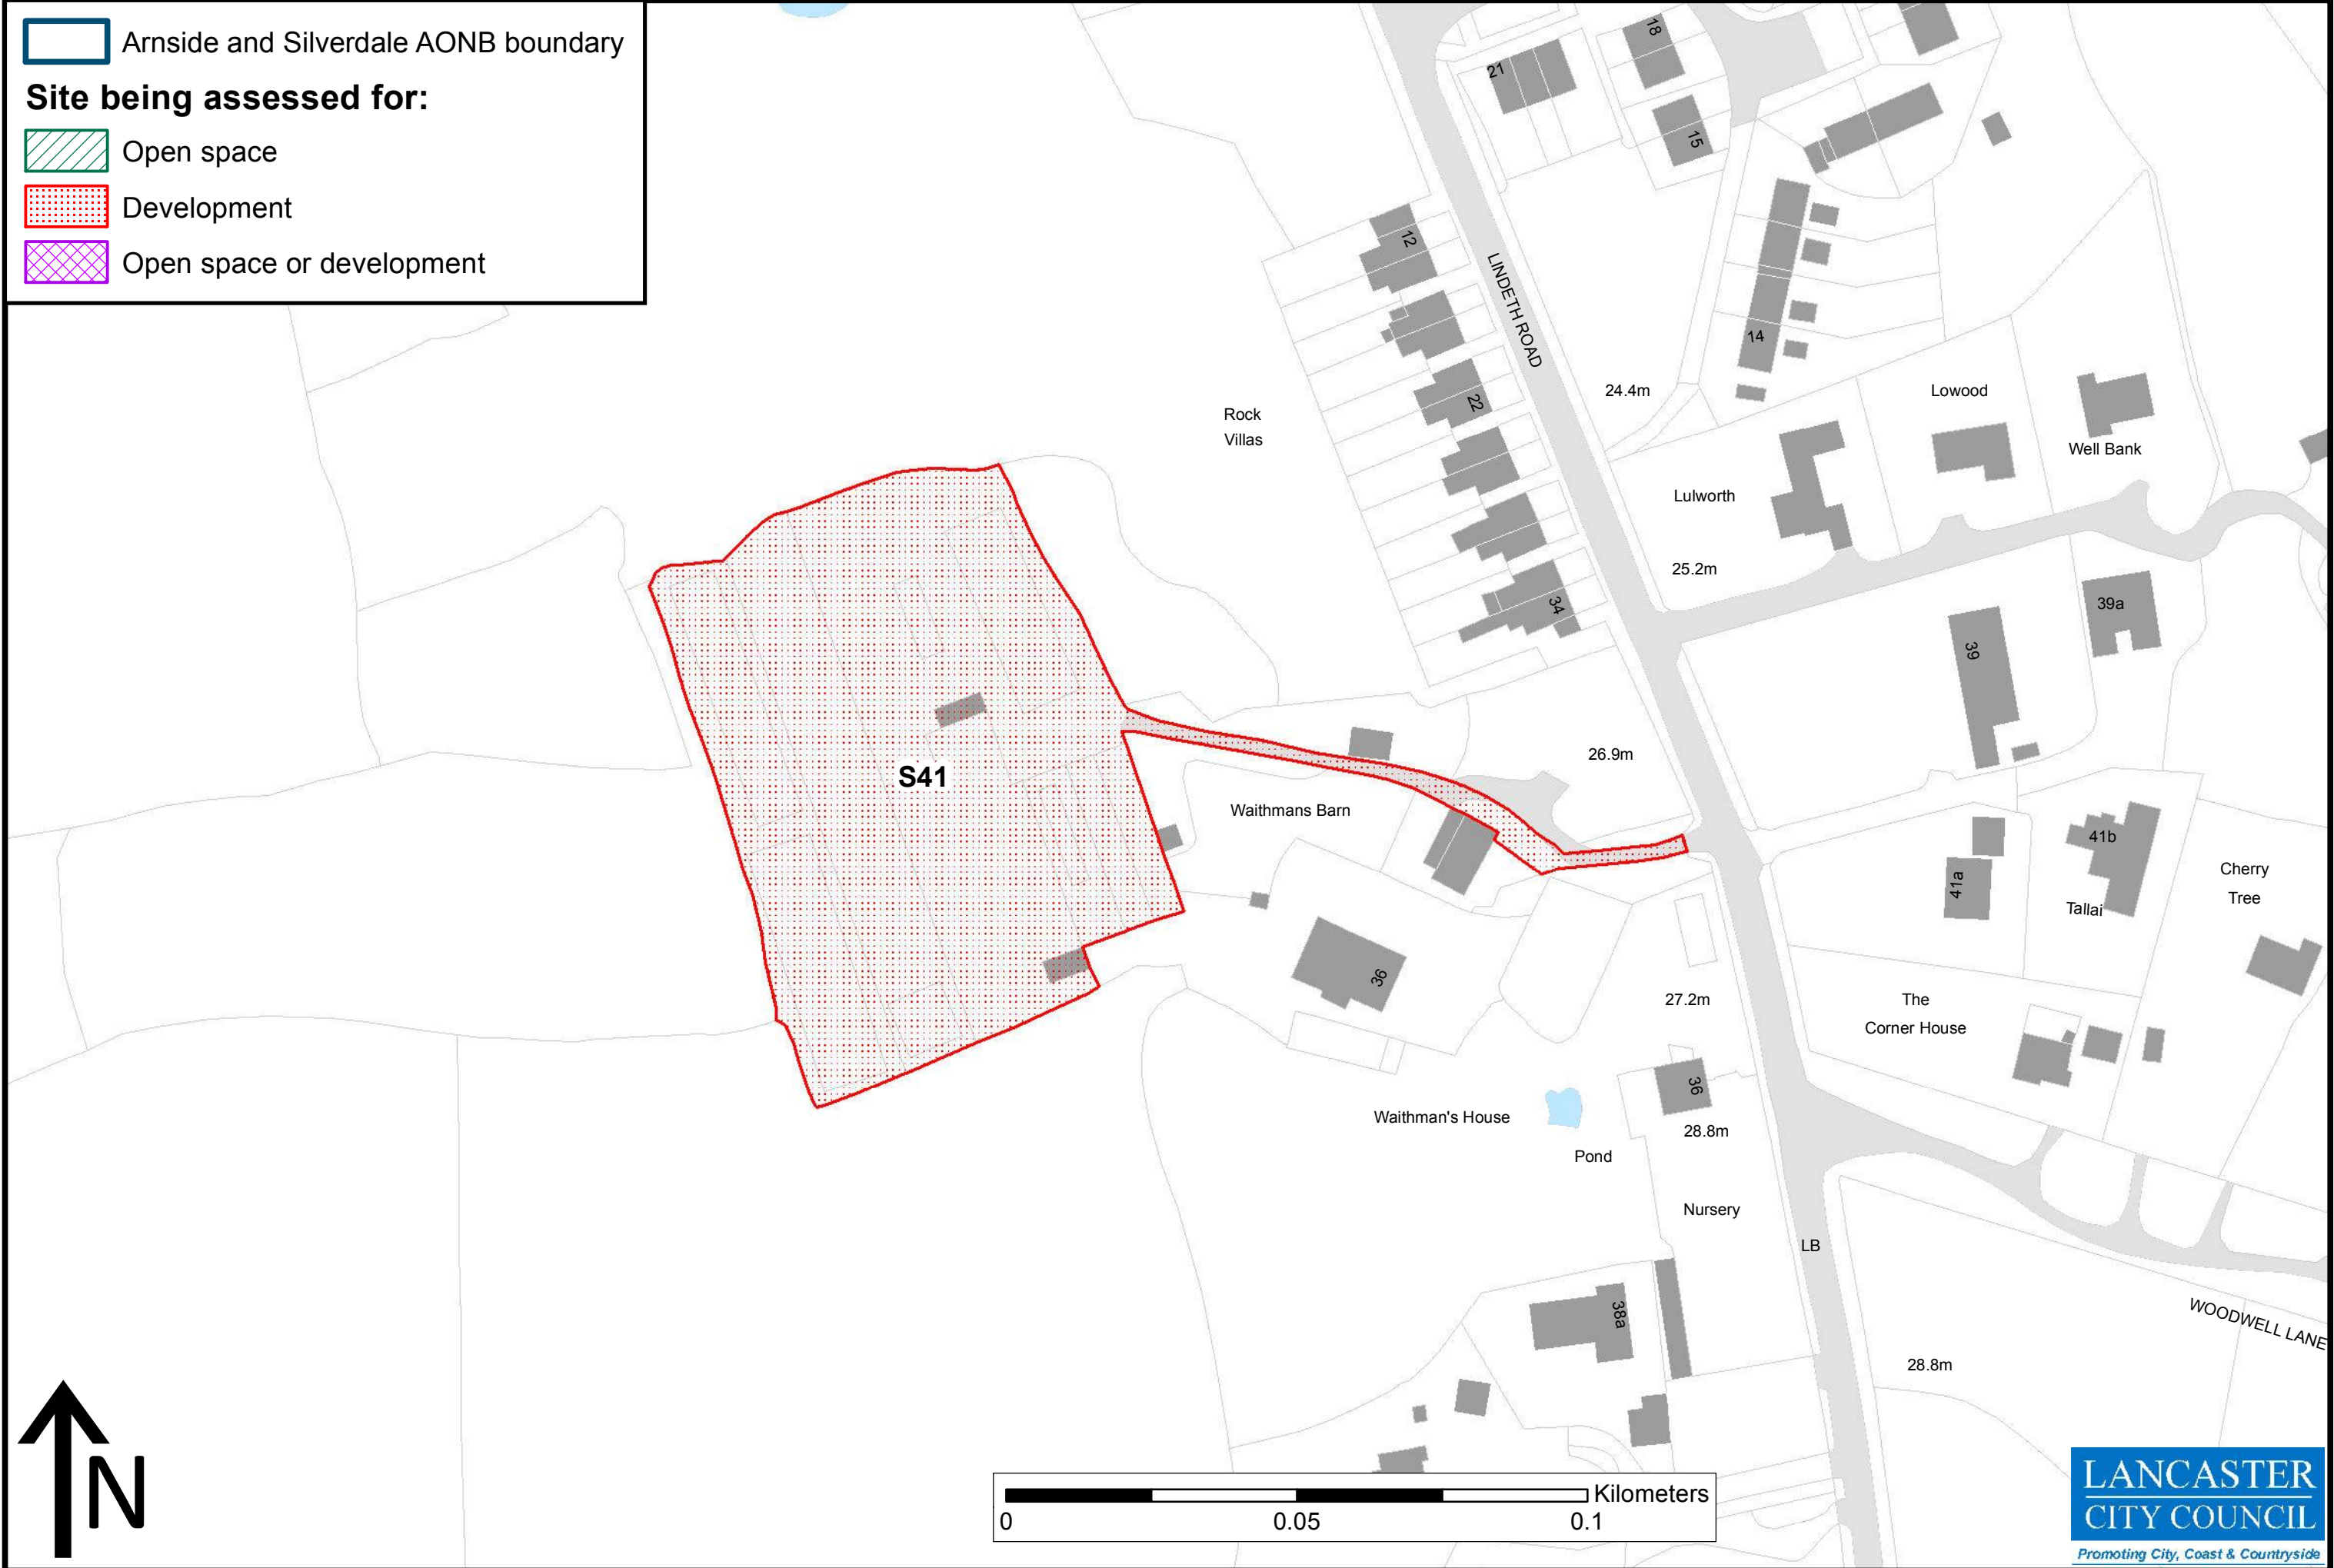 Arnside and Silverdale AONB boundary
Site being assessed for:
Open space
Development
Open space or development
18
21
15
12
LINDETH ROAD
14
24.4m
22
Lowood
Rock
Villas
Well Bank
Lulworth
25.2m
34
39a
39
26.9m
S41
Waithmans Barn
41b
41a
Cherry
Tree
Tallai
36
27.2m
The
Corner House
36
Waithman's House
28.8m
Pond
Nursery
LB
38a
WOODWELL LANE
28.8m
N
Kilometers
0
0.05
0.1
LANCASTER
CITY COUNCIL
Promoting City, Coast & Countryside